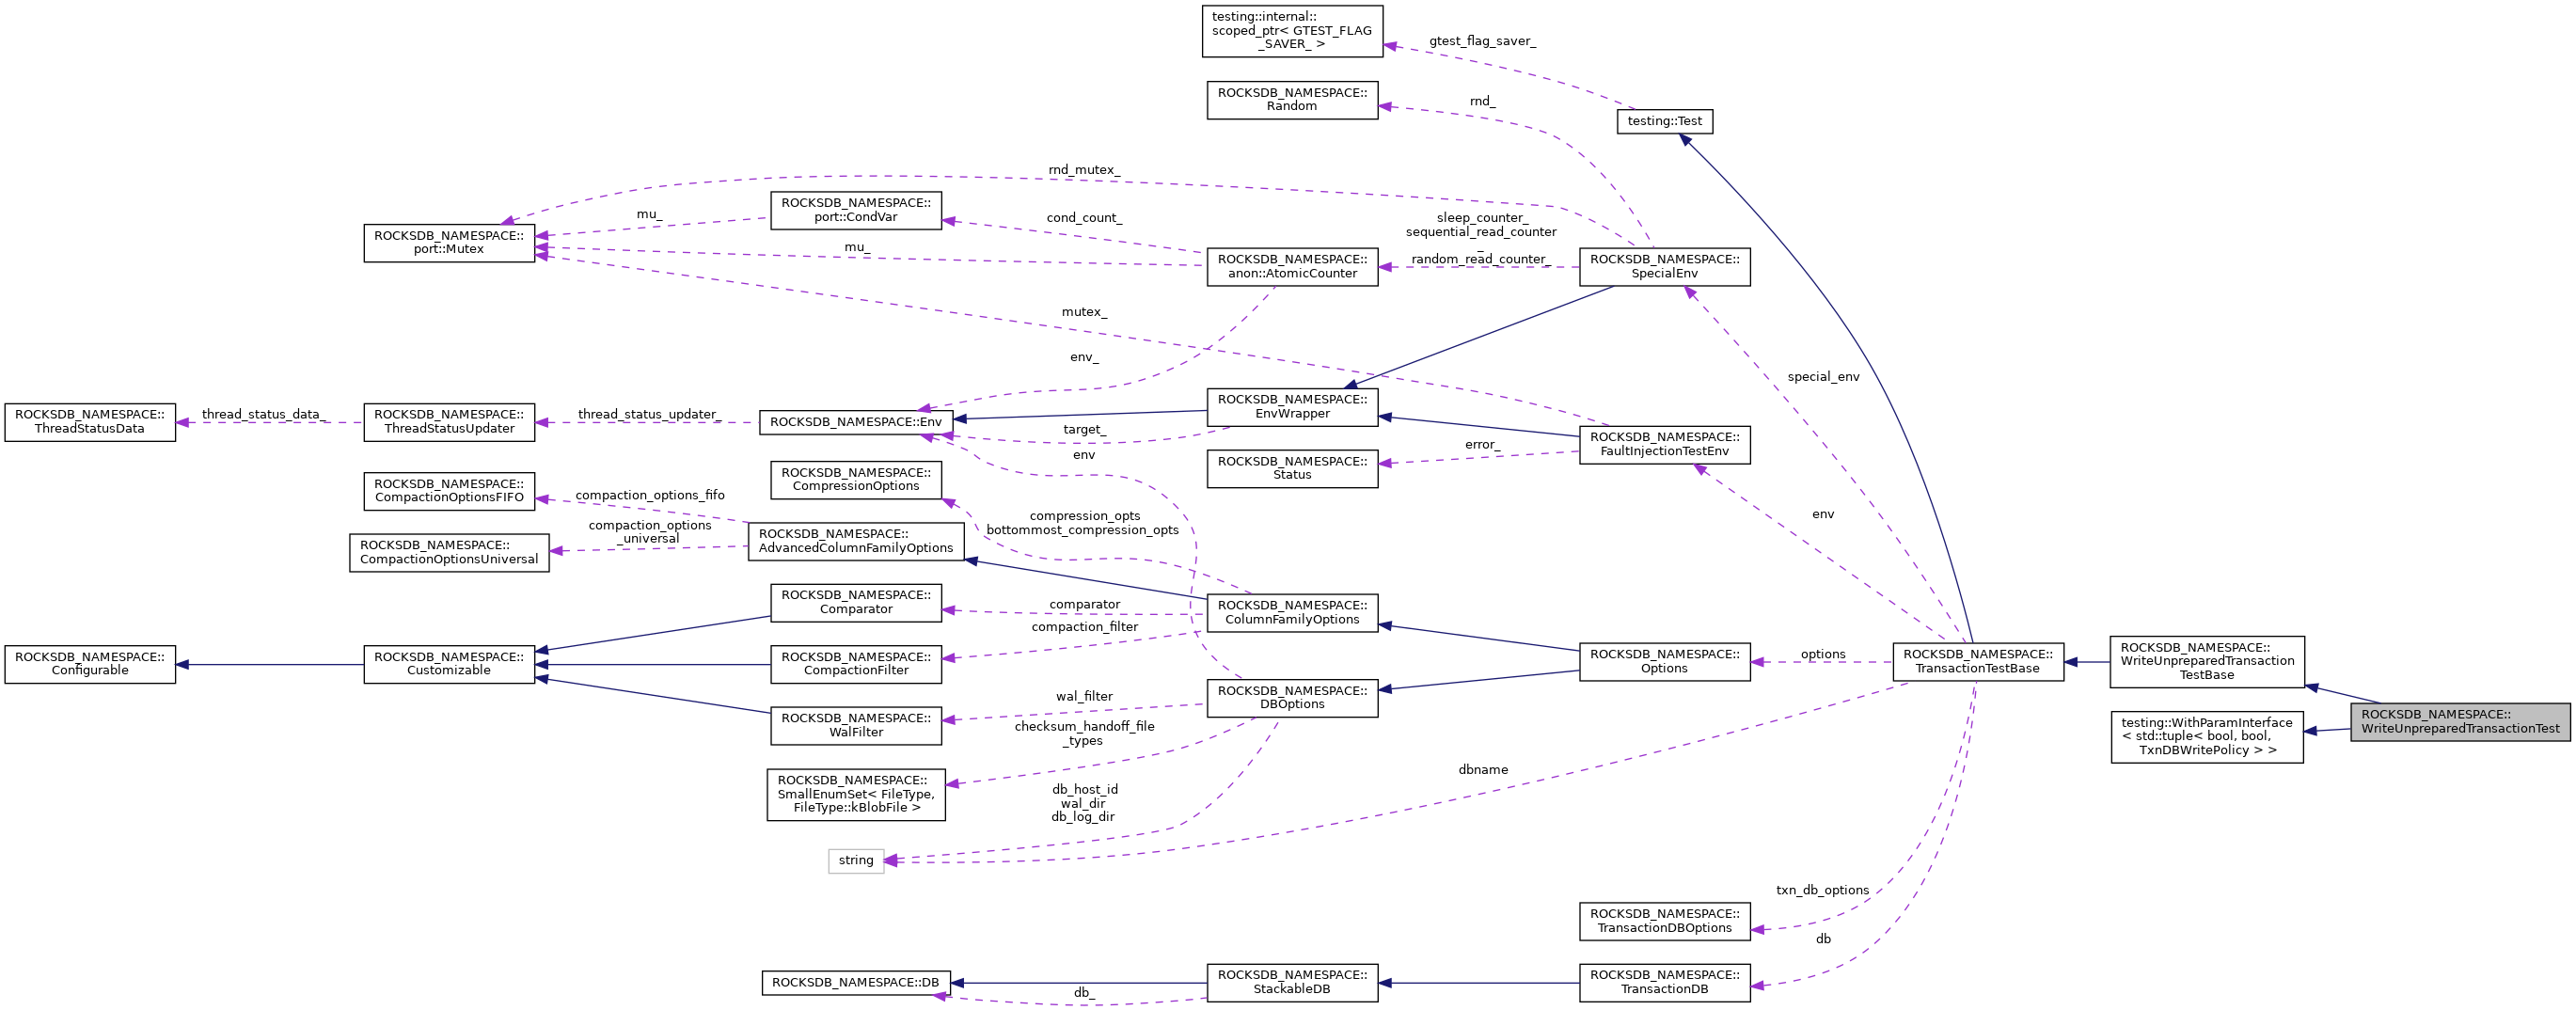 testing::internal::
scoped_ptr< GTEST_FLAG
_SAVER_ >
gtest_flag_saver_
ROCKSDB_NAMESPACE::
Random
rnd_
testing::Test
rnd_mutex_
ROCKSDB_NAMESPACE::
port::CondVar
mu_
cond_count_
sleep_counter_
sequential_read_counter
_
random_read_counter_
ROCKSDB_NAMESPACE::
port::Mutex
mu_
ROCKSDB_NAMESPACE::
anon::AtomicCounter
ROCKSDB_NAMESPACE::
SpecialEnv
mutex_
env_
special_env
ROCKSDB_NAMESPACE::
ThreadStatusData
thread_status_data_
ROCKSDB_NAMESPACE::
ThreadStatusUpdater
thread_status_updater_
ROCKSDB_NAMESPACE::Env
ROCKSDB_NAMESPACE::
EnvWrapper
target_
env
ROCKSDB_NAMESPACE::
FaultInjectionTestEnv
error_
ROCKSDB_NAMESPACE::
Status
ROCKSDB_NAMESPACE::
CompressionOptions
ROCKSDB_NAMESPACE::
CompactionOptionsFIFO
compaction_options_fifo
compression_opts
bottommost_compression_opts
env
compaction_options
_universal
ROCKSDB_NAMESPACE::
AdvancedColumnFamilyOptions
ROCKSDB_NAMESPACE::
CompactionOptionsUniversal
ROCKSDB_NAMESPACE::
Comparator
comparator
ROCKSDB_NAMESPACE::
ColumnFamilyOptions
compaction_filter
ROCKSDB_NAMESPACE::
Configurable
ROCKSDB_NAMESPACE::
Customizable
ROCKSDB_NAMESPACE::
CompactionFilter
ROCKSDB_NAMESPACE::
Options
options
ROCKSDB_NAMESPACE::
TransactionTestBase
ROCKSDB_NAMESPACE::
WriteUnpreparedTransaction
TestBase
ROCKSDB_NAMESPACE::
DBOptions
wal_filter
ROCKSDB_NAMESPACE::
WalFilter
checksum_handoff_file
_types
testing::WithParamInterface
< std::tuple< bool, bool,
TxnDBWritePolicy > >
ROCKSDB_NAMESPACE::
WriteUnpreparedTransactionTest
ROCKSDB_NAMESPACE::
SmallEnumSet< FileType,
FileType::kBlobFile >
db_host_id
wal_dir
db_log_dir
dbname
string
txn_db_options
ROCKSDB_NAMESPACE::
TransactionDBOptions
db
ROCKSDB_NAMESPACE::DB
db_
ROCKSDB_NAMESPACE::
StackableDB
ROCKSDB_NAMESPACE::
TransactionDB